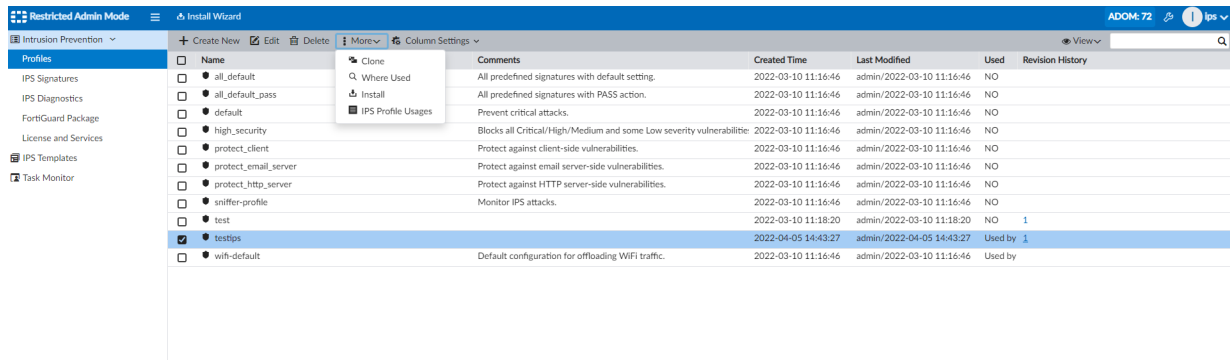 Restricted Admin Mode Install Wizard ADOM: 72 ips
Intrusion Prevention Create New Edit Delete More Column Settings View
Profiles
IPS Signatures
IPS Diagnostics
FortiGuard Package
License and Services
IPS Templates
Task Monitor
Clone
Where Used
Install
IPS Profile Usages
Name Comments Created Time Last Modified Used Revision History
all_default All predefined signatures with default setting. 2022-03-10 11:16:46 admin/2022-03-10 11:16:46 NO
all_default_pass All predefined signatures with PASS action. 2022-03-10 11:16:46 admin/2022-03-10 11:16:46 NO
default Prevent critical attacks. 2022-03-10 11:16:46 admin/2022-03-10 11:16:46 NO
high_security Blocks all Critical/High/Medium and some Low severity vulnerabilitie 2022-03-10 11:16:46 admin/2022-03-10 11:16:46 NO
protect_client Protect against client-side vulnerabilities. 2022-03-10 11:16:46 admin/2022-03-10 11:16:46 NO
protect_email_server Protect against email server-side vulnerabilities. 2022-03-10 11:16:46 admin/2022-03-10 11:16:46 NO
protect_http_server Protect against HTTP server-side vulnerabilities. 2022-03-10 11:16:46 admin/2022-03-10 11:16:46 NO
sniffer-profile Monitor IPS attacks. 2022-03-10 11:16:46 admin/2022-03-10 11:16:46 NO
test 2022-03-10 11:18:20 admin/2022-03-10 11:18:20 NO 1
testips 2022-04-05 14:43:27 admin/2022-04-05 14:43:27 Used by 1
wifi-default Default configuration for offloading WiFi traffic. 2022-03-10 11:16:46 admin/2022-03-10 11:16:46 Used by